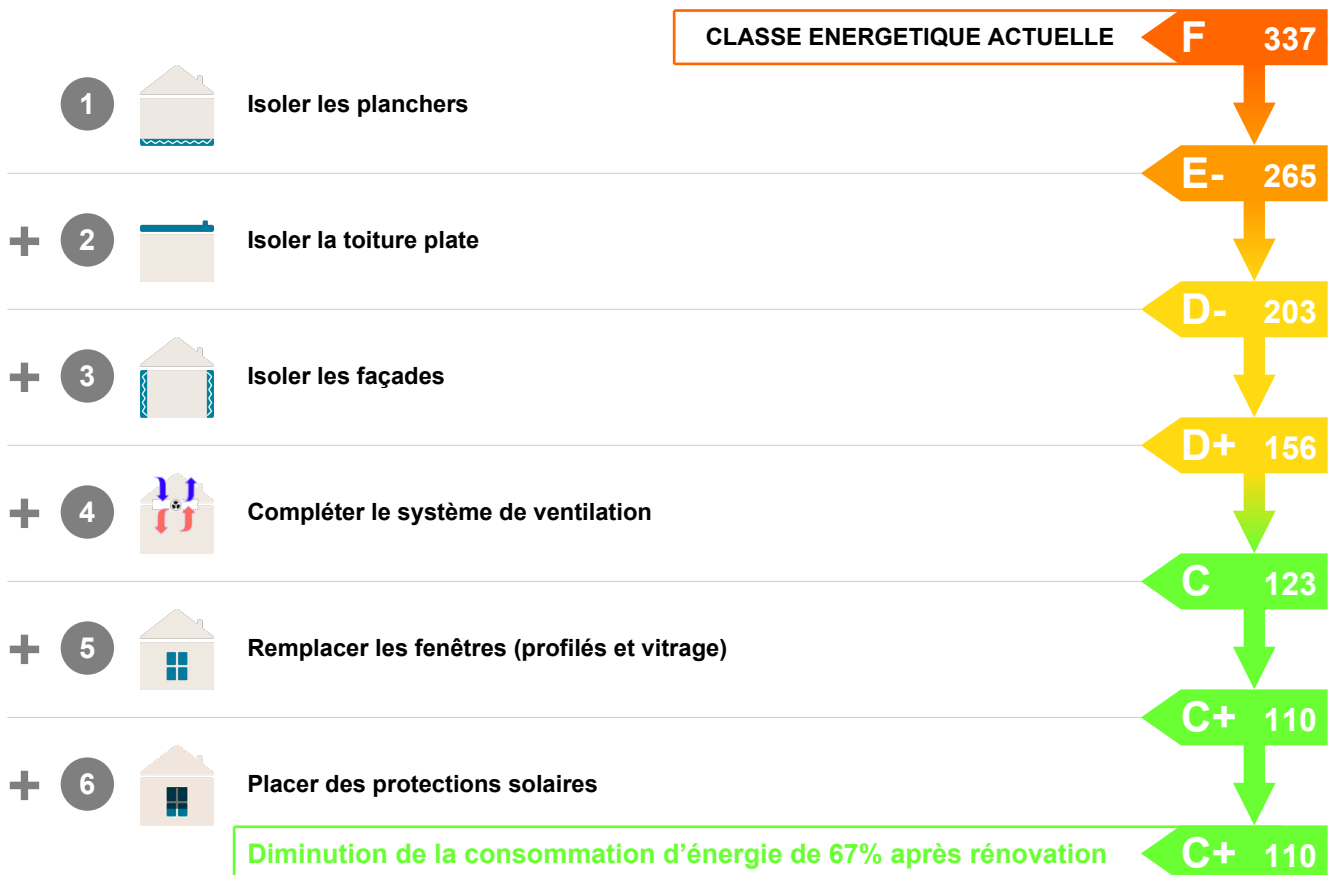 CLASSE ENERGETIQUE ACTUELLE F 337
1 Isoler les planchers
E- 265
+ 2 Isoler la toiture plate
D- 203
+ 3 Isoler les façades
D+ 156
+ 4 Compléter le système de ventilation
C 123
+ 5 Remplacer les fenêtres (profilés et vitrage)
C+ 110
+ 6 Placer des protections solaires
Diminution de la consommation d’énergie de 67% après rénovation C+ 110